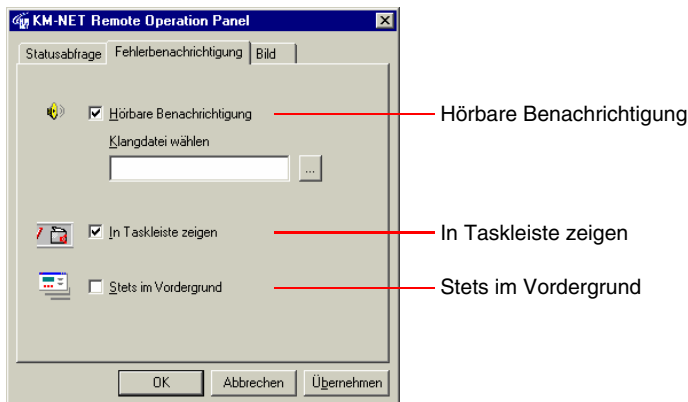 KM-NET Remote Operation Panel
Statusabfrage Fehlerbenachrichtigung Bild
Hörbare Benachrichtigung
Hörbare Benachrichtigung
Klangdatei wählen
...
In Taskleiste zeigen
In Taskleiste zeigen
Stets im Vordergrund
Stets im Vordergrund
OK Abbrechen Übernehmen